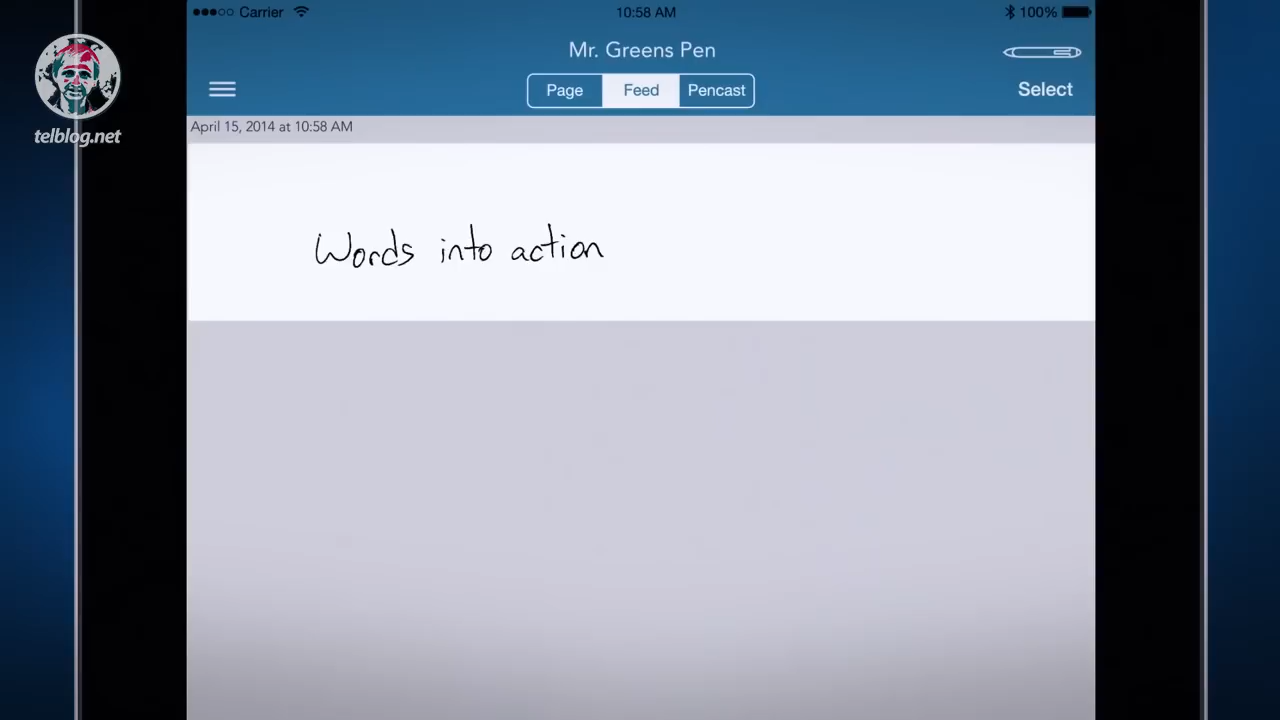 Carrier 10:58 AM 100%
Mr. Greens Pen
Page Feed Pencast Select
April 15, 2014 at 10:58 AM
Words into action
telblog.net